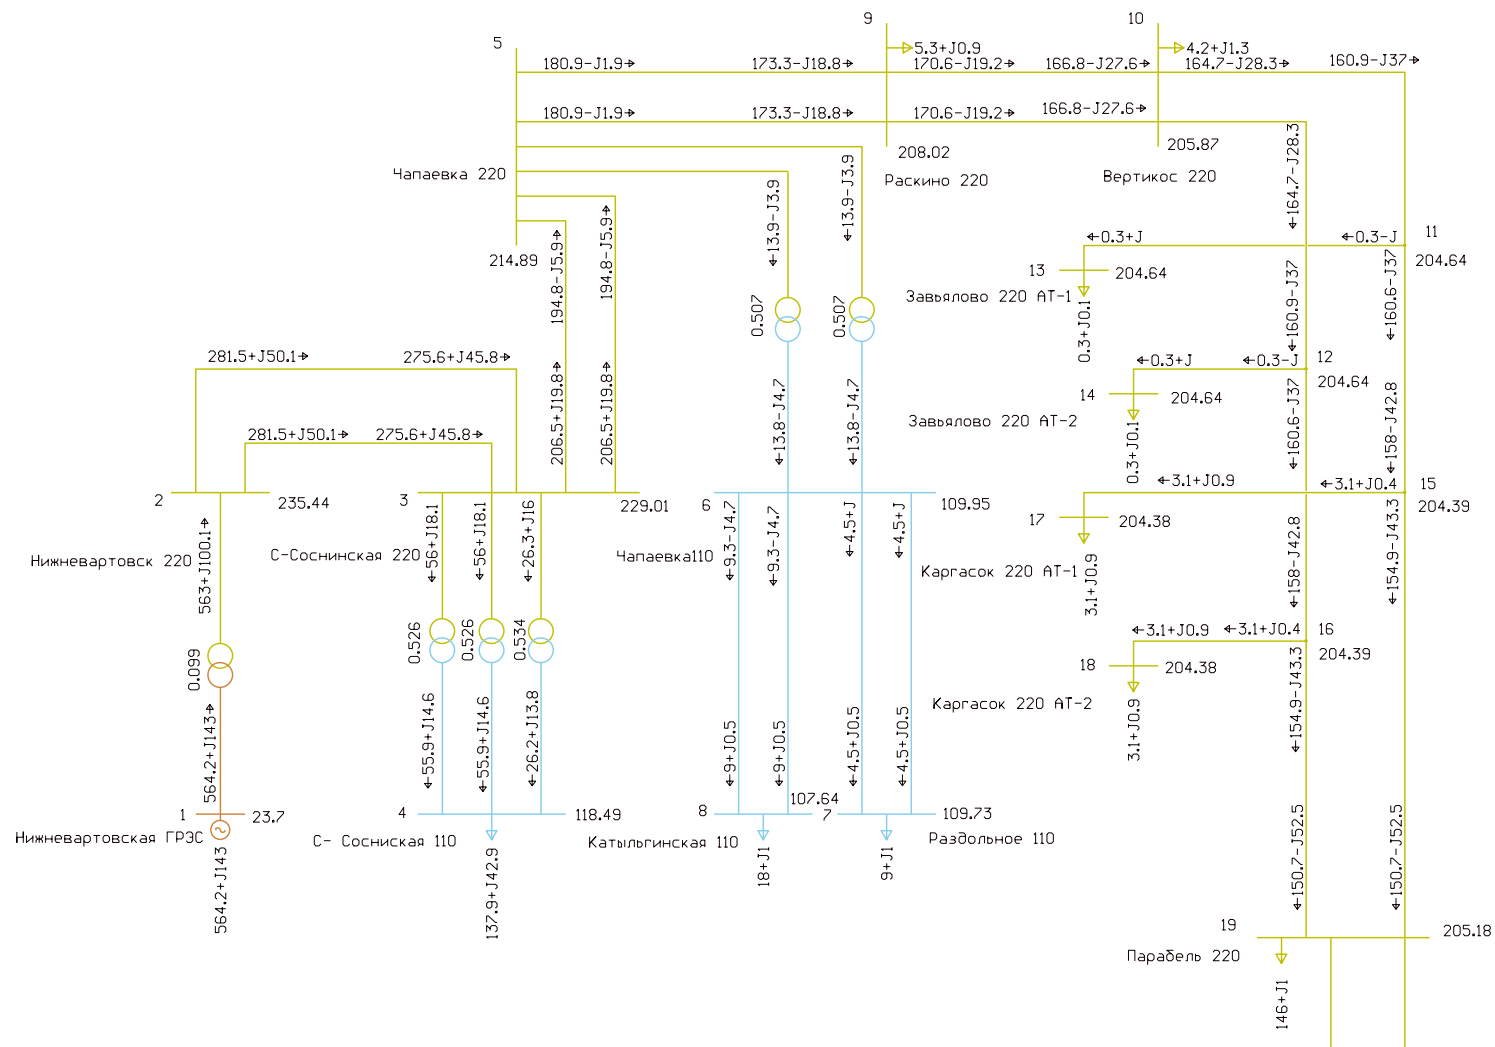 9
10
5
5.3+J0.9
4.2+J1.3
180.9-J1.9
173.3-J18.8
170.6-J19.2
166.8-J27.6
164.7-J28.3
160.9-J37
180.9-J1.9
173.3-J18.8
170.6-J19.2
166.8-J27.6
208.02
205.87
164.7-J28.3
Чапаевка 220
Раскино 220
Вертикос 220
13.9-J3.9
13.9-J3.9
194.8-J5.9
194.8-J5.9
214.89
0.3+J
0.3-J
11
13
204.64
204.64
Завьялово 220 АТ-1
0.3+J0.1
160.9-J37
160.6-J37
0.507
0.507
281.5+J50.1
275.6+J45.8
0.3+J
0.3-J
12
204.64
14
204.64
Завьялово 220 АТ-2
0.3+J0.1
160.6-J37
158-J42.8
206.5+J19.8
206.5+J19.8
13.8-J4.7
13.8-J4.7
281.5+J50.1
275.6+J45.8
2
235.44
3
229.01
6
109.95
3.1+J0.9
3.1+J0.4
15
204.39
17
204.38
Нижневартовск 220
С-Соснинская 220
Чапаевка110
Каргасок 220 АТ-1
563+J100.1
56+J18.1
56+J18.1
26.3+J16
9.3-J4.7
9.3-J4.7
4.5+J
4.5+J
3.1+J0.9
158-J42.8
154.9-J43.3
0.099
0.526
0.526
0.534
3.1+J0.9
3.1+J0.4
16
204.39
18
204.38
Каргасок 220 АТ-2
3.1+J0.9
154.9-J43.3
564.2+J143
55.9+J14.6
55.9+J14.6
26.2+J13.8
9+J0.5
9+J0.5
4.5+J0.5
4.5+J0.5
150.7-J52.5
150.7-J52.5
1
23.7
4
118.49
8
107.64
7
109.73
Нижневартовская ГРЭС
С- Сосниская 110
Катыльгинская 110
Раздольное 110
564.2+J143
137.9+J42.9
18+J1
9+J1
19
205.18
Парабель 220
146+J1